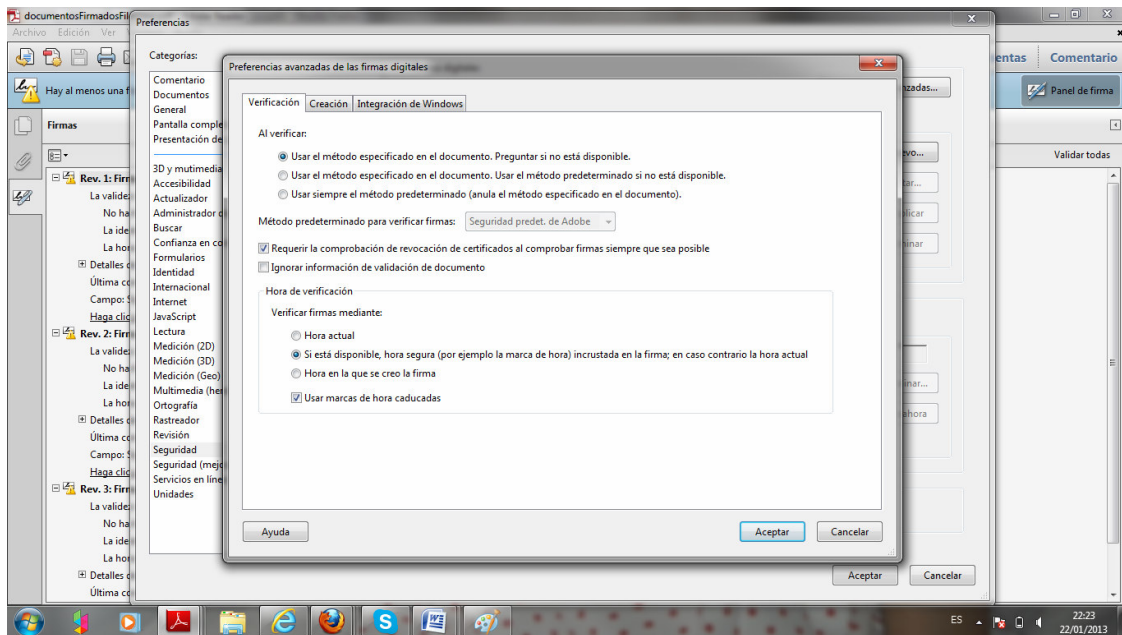 documentosFirmadosFil
Preferencias
Archivo Edición Ver
Categorías:
Comentario
Documentos
General
Pantalla comple
Presentación de
3D y mutimedia
Accesibilidad
Actualizador
Administrador d
Buscar
Confianza en co
Formularios
Identidad
Internacional
Internet
JavaScript
Lectura
Medición (2D)
Medición (3D)
Medición (Geo)
Multimedia (her
Ortografía
Rastreador
Revisión
Seguridad
Seguridad (mejo
Servicios en líne
Unidades
Hay al menos una f
Firmas
Rev. 1: Firn
La valide
No ha
La ide
La hor
Detalles d
Última co
Campo: S
Haga clic
Rev. 2: Firn
La valide
No ha
La ide
La hor
Detalles d
Última co
Campo: S
Haga clic
Rev. 3: Firn
La valide
No ha
La ide
La hor
Detalles d
Última co
Preferencias avanzadas de las firmas digitales
Verificación Creación Integración de Windows
Al verificar:
Usar el método especificado en el documento. Preguntar si no está disponible.
Usar el método especificado en el documento. Usar el método predeterminado si no está disponible.
Usar siempre el método predeterminado (anula el método especificado en el documento).
Método predeterminado para verificar firmas: Seguridad predet. de Adobe
Requerir la comprobación de revocación de certificados al comprobar firmas siempre que sea posible
Ignorar información de validación de documento
Hora de verificación
Verificar firmas mediante:
Hora actual
Si está disponible, hora segura (por ejemplo la marca de hora) incrustada en la firma; en caso contrario la hora actual
Hora en la que se creo la firma
Usar marcas de hora caducadas
Ayuda Aceptar Cancelar
nzadas...
evo...
tar...
licar
inar
inar...
ahora
Aceptar Cancelar
entas Comentario
Panel de firma
Validar todas
ES 22:23
22/01/2013